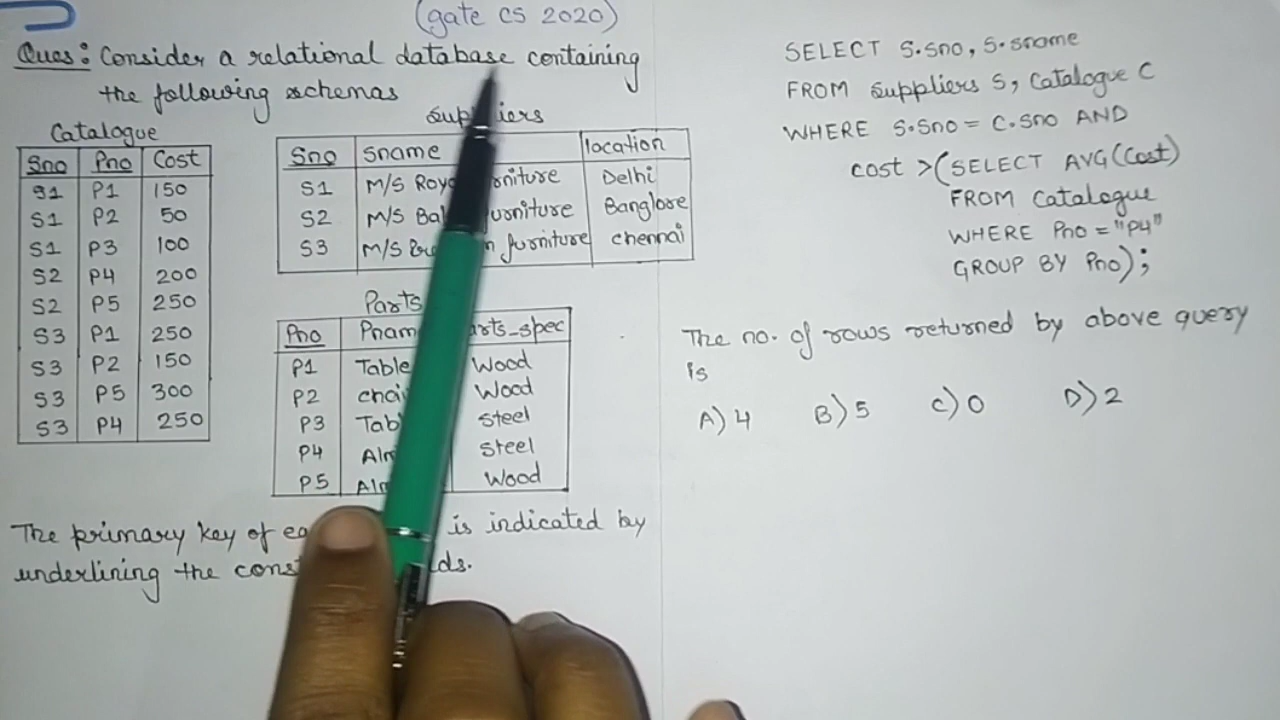 (gate CS 2020)
Ques: Consider a relational database containing
the following schemas
Catalogue
Sno Pno Cost
S1 P1 150
S1 P2 50
S1 P3 100
S2 P4 200
S2 P5 250
S3 P1 250
S3 P2 150
S3 P5 300
S3 P4 250
Suppliers
Sno Sname location
S1 M/S Delhi
S2 M/S Banglore
S3 M/S furniture chennai
Parts
Pno
P1 Table Wood
P2 Wood
P3 Steel
P4 Steel
P5 Wood
The primary key of is indicated by
underlining the
SELECT S.Sno, S.sname
FROM Suppliers S, Catalogue C
WHERE S.Sno = C.Sno AND
cost > (SELECT AVG(Cost)
FROM Catalogue
WHERE Pno = "P4"
GROUP BY Pno);
The no. of rows returned by above query
is
A) 4 B) 5 C) 0 D) 2